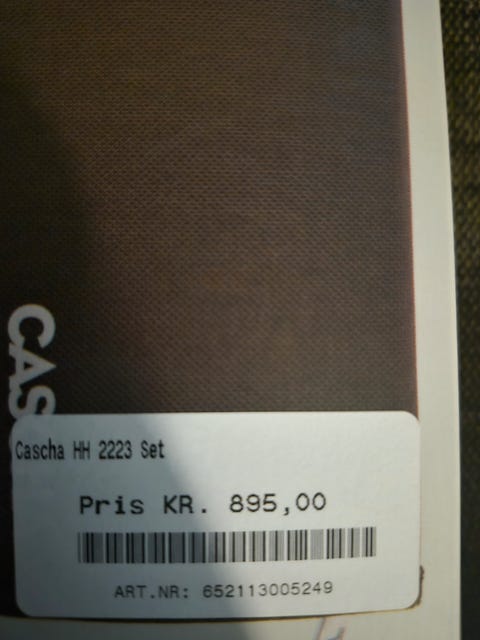 CAS
Cascha HH 2223 Set
Pris KR. 895,00
ART.NR: 652113005249